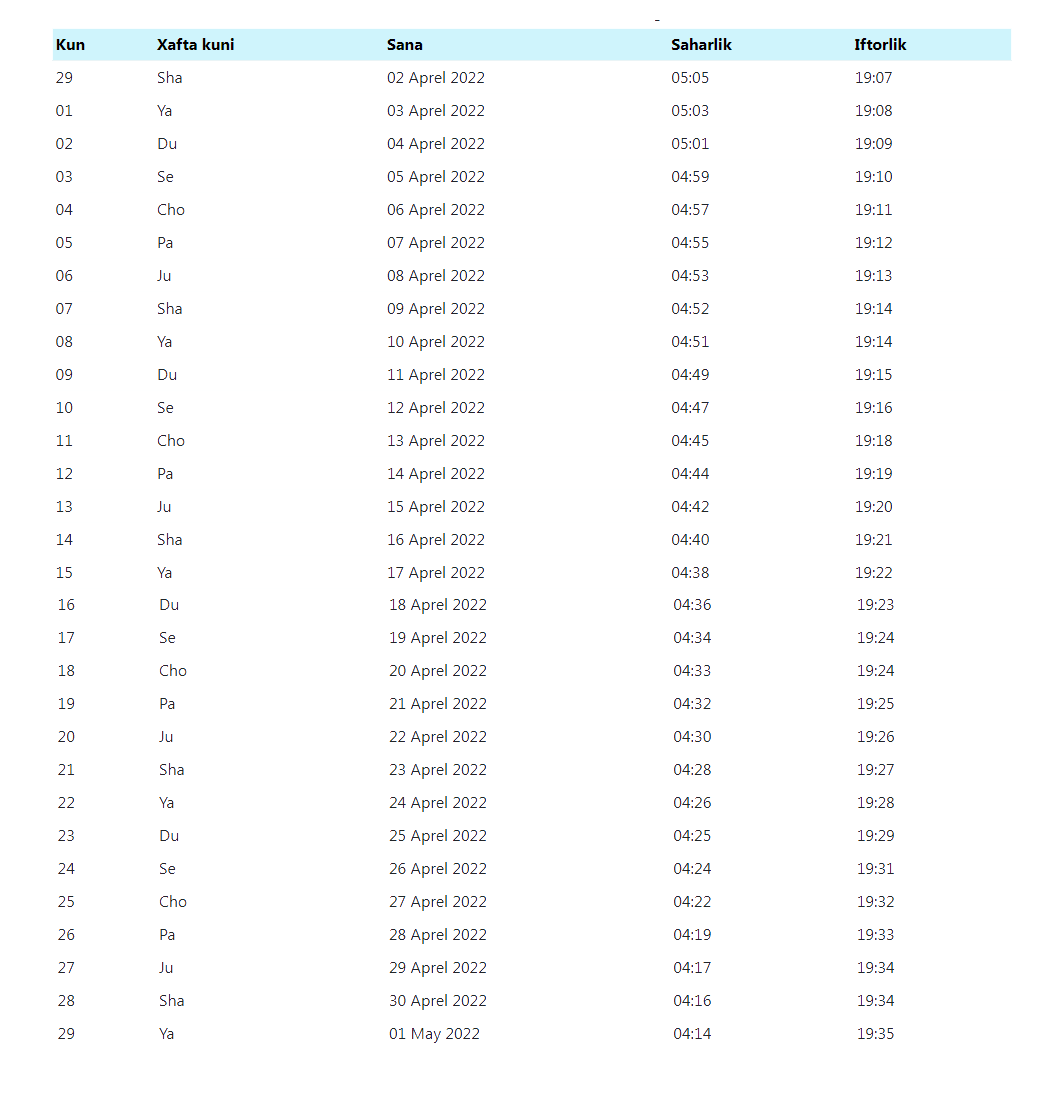 Kun Xafta kuni Sana Saharlik Iftorlik
29 Sha 02 Aprel 2022 05:05 19:07
01 Ya 03 Aprel 2022 05:03 19:08
02 Du 04 Aprel 2022 05:01 19:09
03 Se 05 Aprel 2022 04:59 19:10
04 Cho 06 Aprel 2022 04:57 19:11
05 Pa 07 Aprel 2022 04:55 19:12
06 Ju 08 Aprel 2022 04:53 19:13
07 Sha 09 Aprel 2022 04:52 19:14
08 Ya 10 Aprel 2022 04:51 19:14
09 Du 11 Aprel 2022 04:49 19:15
10 Se 12 Aprel 2022 04:47 19:16
11 Cho 13 Aprel 2022 04:45 19:18
12 Pa 14 Aprel 2022 04:44 19:19
13 Ju 15 Aprel 2022 04:42 19:20
14 Sha 16 Aprel 2022 04:40 19:21
15 Ya 17 Aprel 2022 04:38 19:22
16 Du 18 Aprel 2022 04:36 19:23
17 Se 19 Aprel 2022 04:34 19:24
18 Cho 20 Aprel 2022 04:33 19:24
19 Pa 21 Aprel 2022 04:32 19:25
20 Ju 22 Aprel 2022 04:30 19:26
21 Sha 23 Aprel 2022 04:28 19:27
22 Ya 24 Aprel 2022 04:26 19:28
23 Du 25 Aprel 2022 04:25 19:29
24 Se 26 Aprel 2022 04:24 19:31
25 Cho 27 Aprel 2022 04:22 19:32
26 Pa 28 Aprel 2022 04:19 19:33
27 Ju 29 Aprel 2022 04:17 19:34
28 Sha 30 Aprel 2022 04:16 19:34
29 Ya 01 May 2022 04:14 19:35